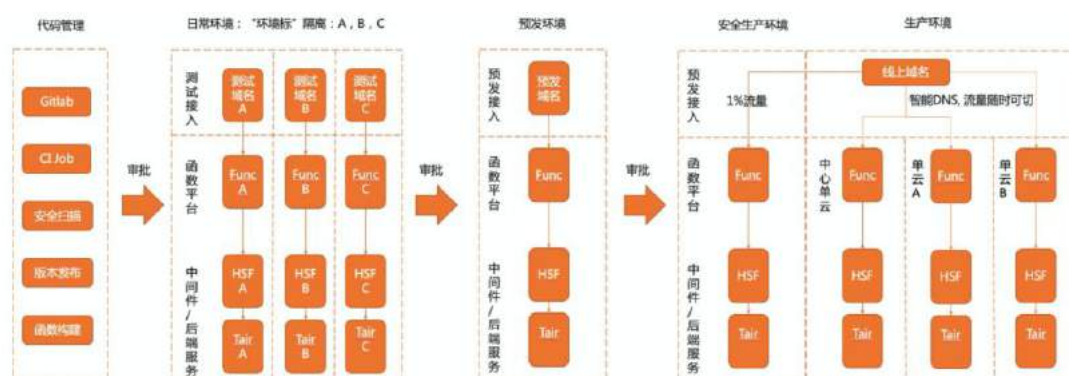 代码管理
Gitlab
CI Job
安全扫描
版本发布
函数构建
审批
日常环境：“环境标”隔离：A，B，C
测试接入
测试域名A
测试域名B
测试域名C
函数平台
Func A
Func B
Func C
中间件/后端服务
HSF A
HSF B
HSF C
Tair A
Tair B
Tair C
审批
预发环境
预发接入
预发域名
函数平台
Func
中间件/后端服务
HSF
Tair
审批
安全生产环境
生产环境
预发接入
线上域名
1%流量
智能DNS, 流量随时可切
函数平台
Func
中心单云
Func
单云A
Func
单云B
Func
中间件/后端服务
HSF
HSF
HSF
HSF
Tair
Tair
Tair
Tair